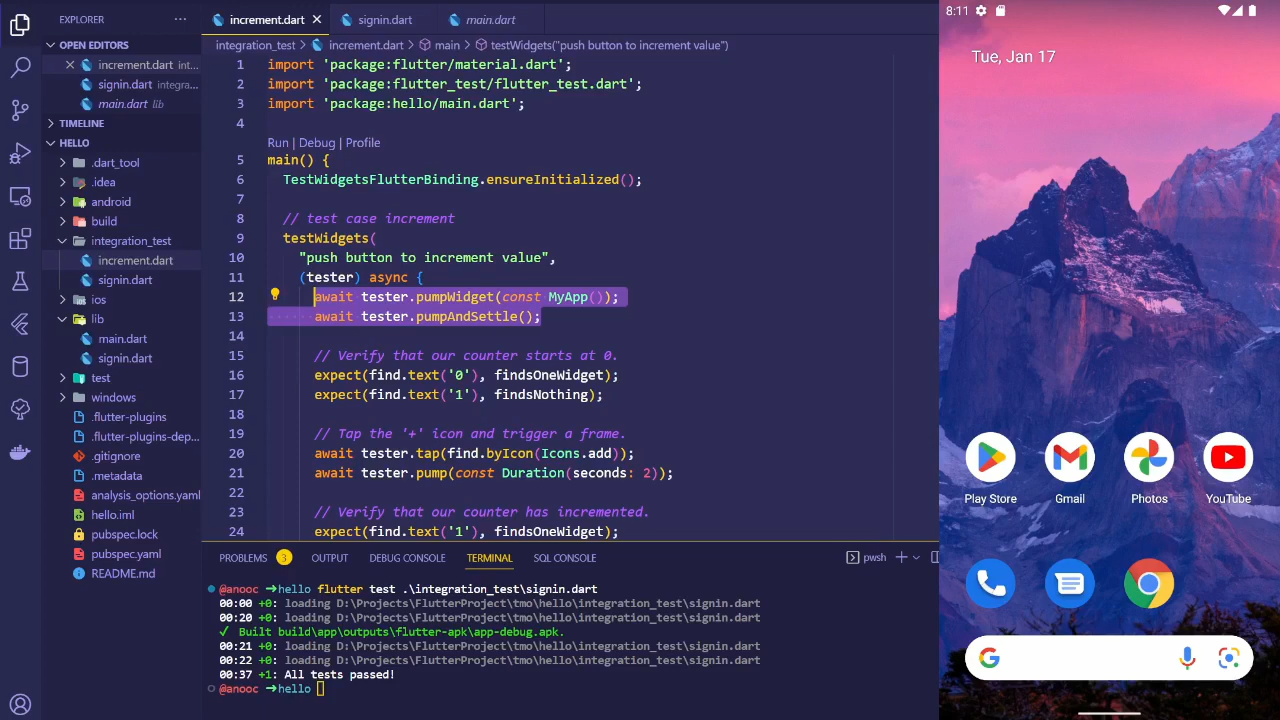 EXPLORER
OPEN EDITORS
increment.dart int...
signin.dart integra...
main.dart lib
TIMELINE
HELLO
.dart_tool
.idea
android
build
integration_test
increment.dart
signin.dart
ios
lib
main.dart
signin.dart
test
windows
.flutter-plugins
.flutter-plugins-dep...
.gitignore
.metadata
analysis_options.yaml
hello.iml
pubspec.lock
pubspec.yaml
README.md
increment.dart signin.dart main.dart
integration_test increment.dart main testWidgets("push button to increment value")
1 import 'package:flutter/material.dart';
2 import 'package:flutter_test/flutter_test.dart';
3 import 'package:hello/main.dart';
4
Run | Debug | Profile
5 main() {
6 TestWidgetsFlutterBinding.ensureInitialized();
7
8 // test case increment
9 testWidgets(
10 "push button to increment value",
11 (tester) async {
12 await tester.pumpWidget(const MyApp());
13 await tester.pumpAndSettle();
14
15 // Verify that our counter starts at 0.
16 expect(find.text('0'), findsOneWidget);
17 expect(find.text('1'), findsNothing);
18
19 // Tap the '+' icon and trigger a frame.
20 await tester.tap(find.byIcon(Icons.add));
21 await tester.pump(const Duration(seconds: 2));
22
23 // Verify that our counter has incremented.
24 expect(find.text('1'), findsOneWidget);
PROBLEMS 3 OUTPUT DEBUG CONSOLE TERMINAL SQL CONSOLE pwsh
@anooc ➜hello flutter test .\integration_test\signin.dart
00:00 +0: loading D:\Projects\FlutterProject\tmo\hello\integration_test\signin.dart
00:20 +0: loading D:\Projects\FlutterProject\tmo\hello\integration_test\signin.dart
✓ Built build\app\outputs\flutter-apk\app-debug.apk.
00:21 +0: loading D:\Projects\FlutterProject\tmo\hello\integration_test\signin.dart
00:22 +0: loading D:\Projects\FlutterProject\tmo\hello\integration_test\signin.dart
00:37 +1: All tests passed!
@anooc ➜hello
8:11
Tue, Jan 17
Play Store Gmail Photos YouTube